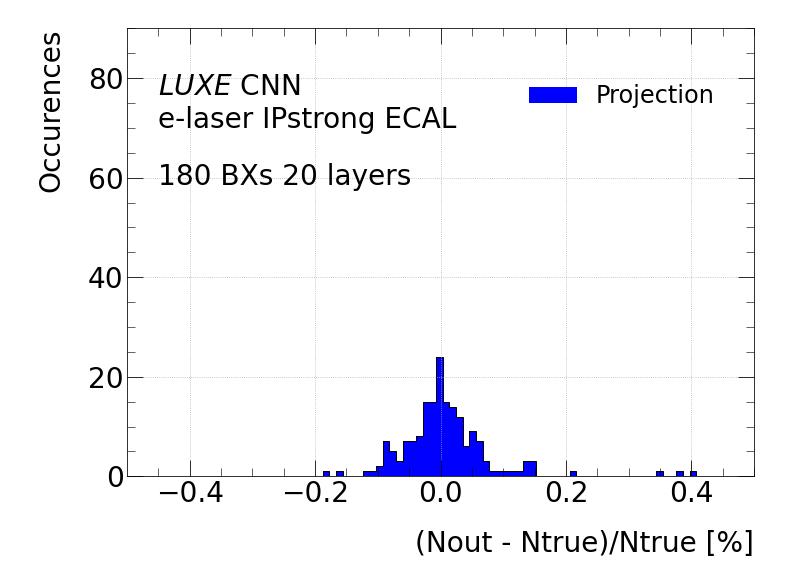 Occurences
80
60
40
20
0
LUXE CNN
e-laser IPstrong ECAL
180 BXs 20 layers
Projection
−0.4 −0.2 0.0 0.2 0.4
(Nout - Ntrue)/Ntrue [%]